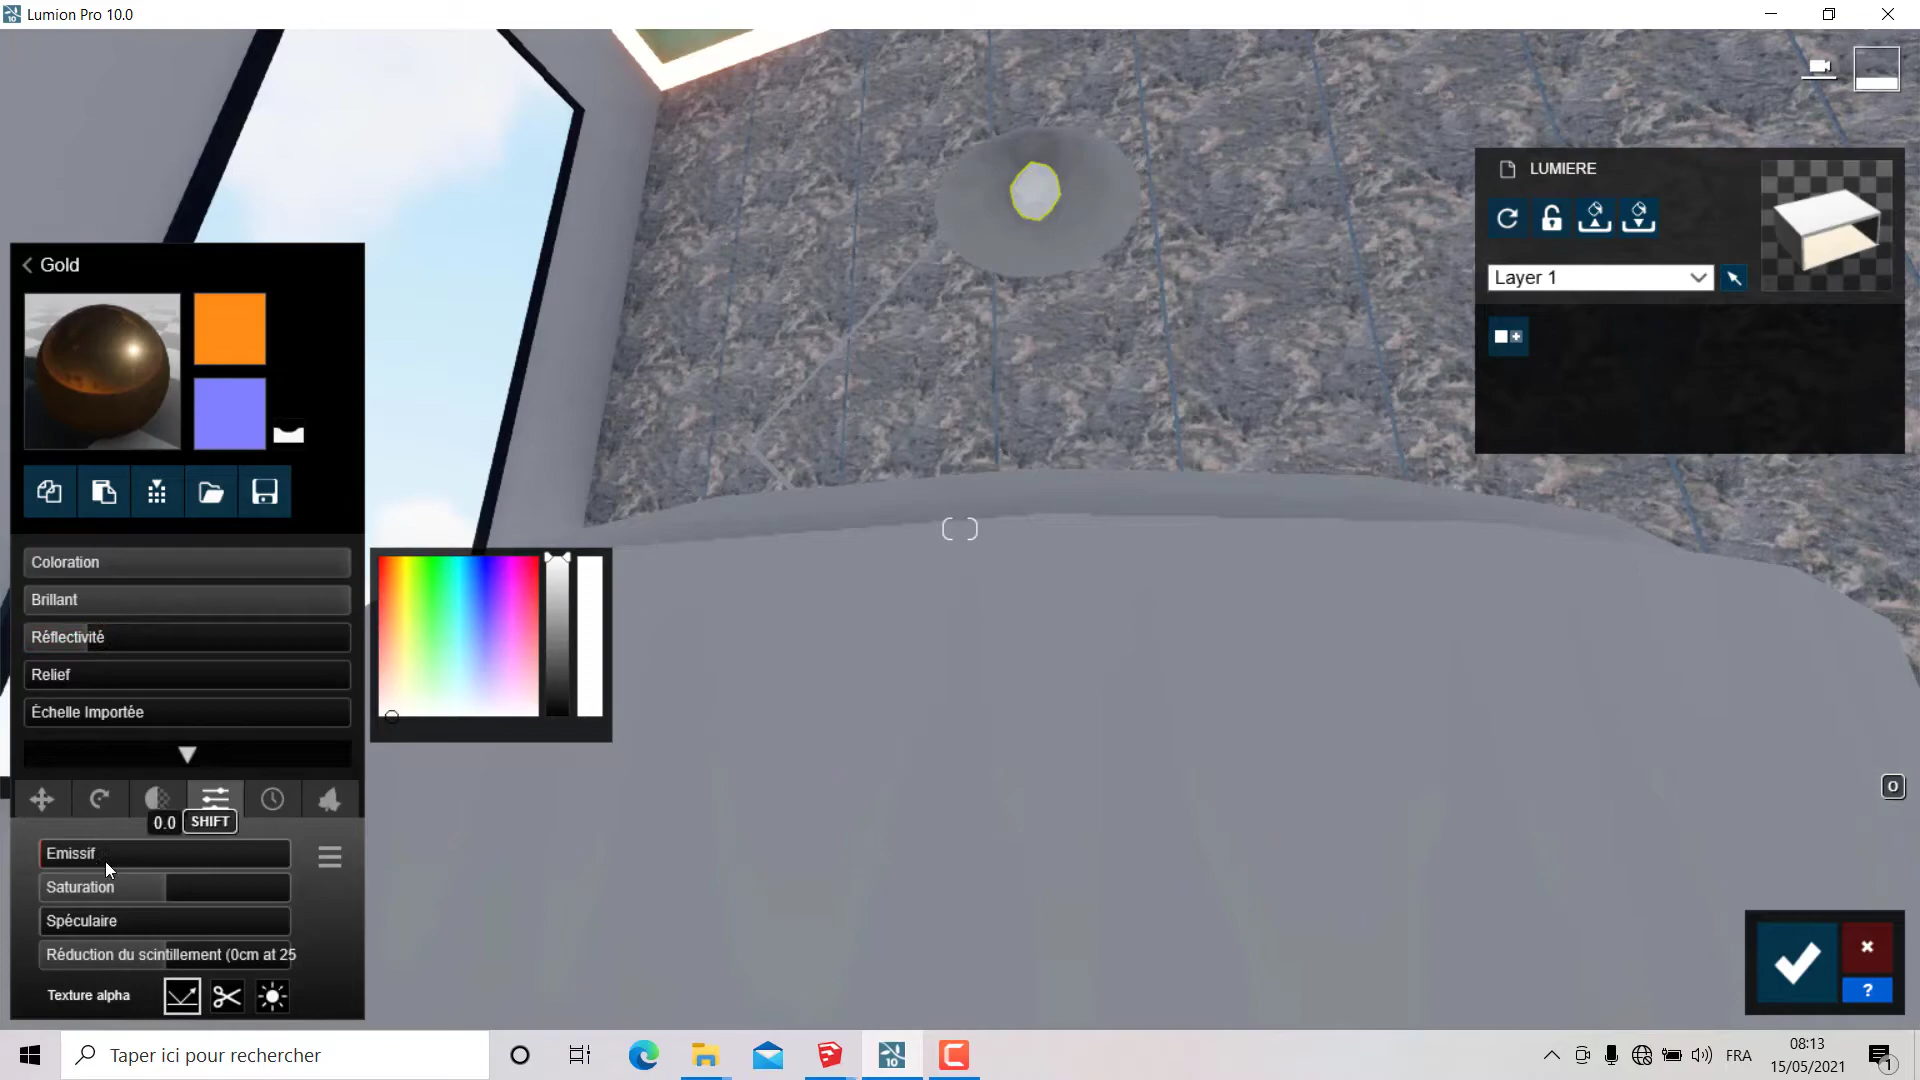 Lumion Pro 10.0
LUMIERE
Layer 1
Gold
Coloration
Brillant
Réflectivité
Relief
Échelle Importée
0.0 SHIFT
Emissif
Saturation
Spéculaire
Réduction du scintillement (0cm at 25
Texture alpha
O
?
Taper ici pour rechercher
10
FRA
08:13
15/05/2021
1